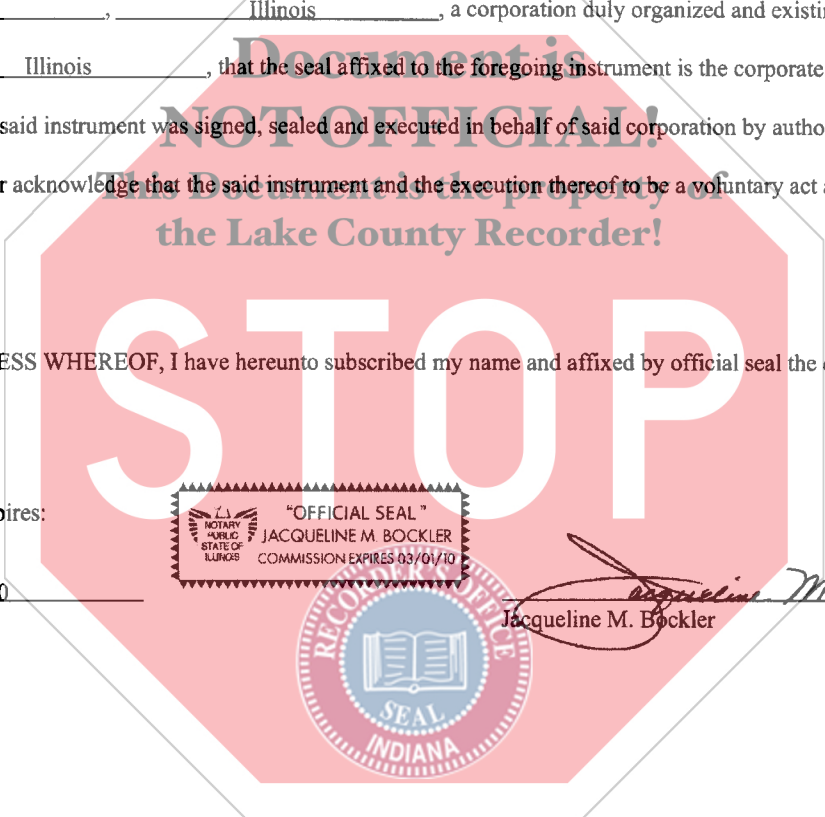 , Illinois , a corporation duly organized and existin
Document is
Illinois , that the seal affixed to the foregoing instrument is the corporate
NOT OFFICIAL!
said instrument was signed, sealed and executed in behalf of said corporation by autho
This Document is the property of
r acknowledge that the said instrument and the execution thereof to be a voluntary act a
the Lake County Recorder!
STOP
ESS WHEREOF, I have hereunto subscribed my name and affixed by official seal the
pires:
"OFFICIAL SEAL"
NOTARY
PUBLIC
STATE OF
ILLINOIS
JACQUELINE M. BOCKLER
COMMISSION EXPIRES 03/01/10
0
Jacqueline M
Jacqueline M. Bockler
RECORDER'S OFFICE
SEAL
INDIANA